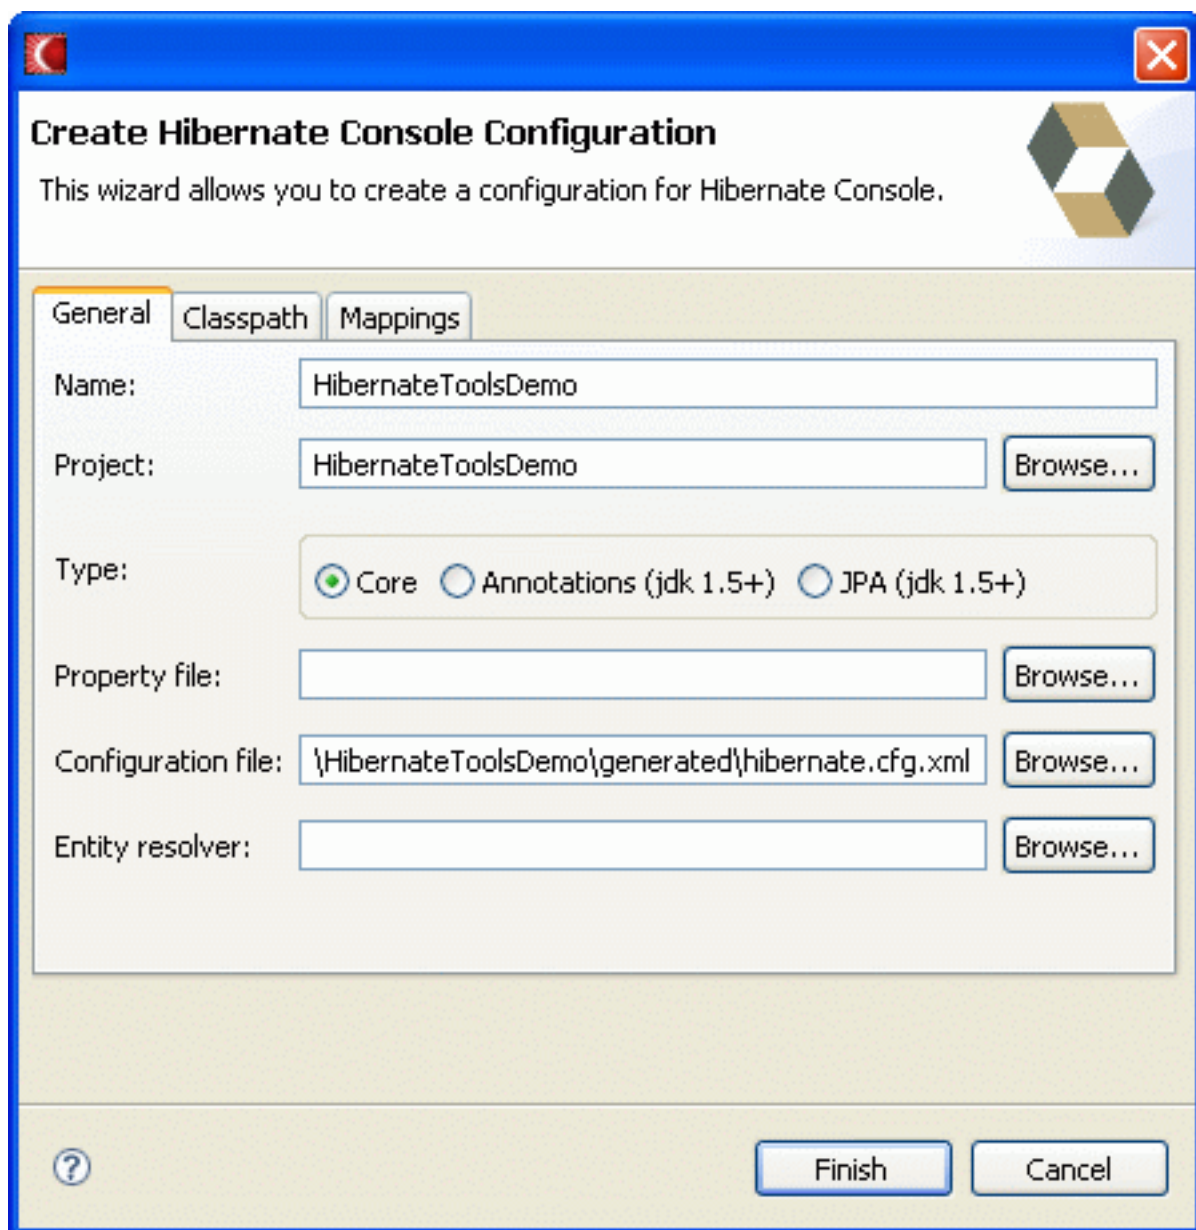 Create Hibernate Console Configuration
This wizard allows you to create a configuration for Hibernate Console.
General Classpath Mappings
Name: HibernateToolsDemo
Project: HibernateToolsDemo Browse...
Type: Core Annotations (jdk 1.5+) JPA (jdk 1.5+)
Property file: Browse...
Configuration file: \HibernateToolsDemo\generated\hibernate.cfg.xml Browse...
Entity resolver: Browse...
? Finish Cancel